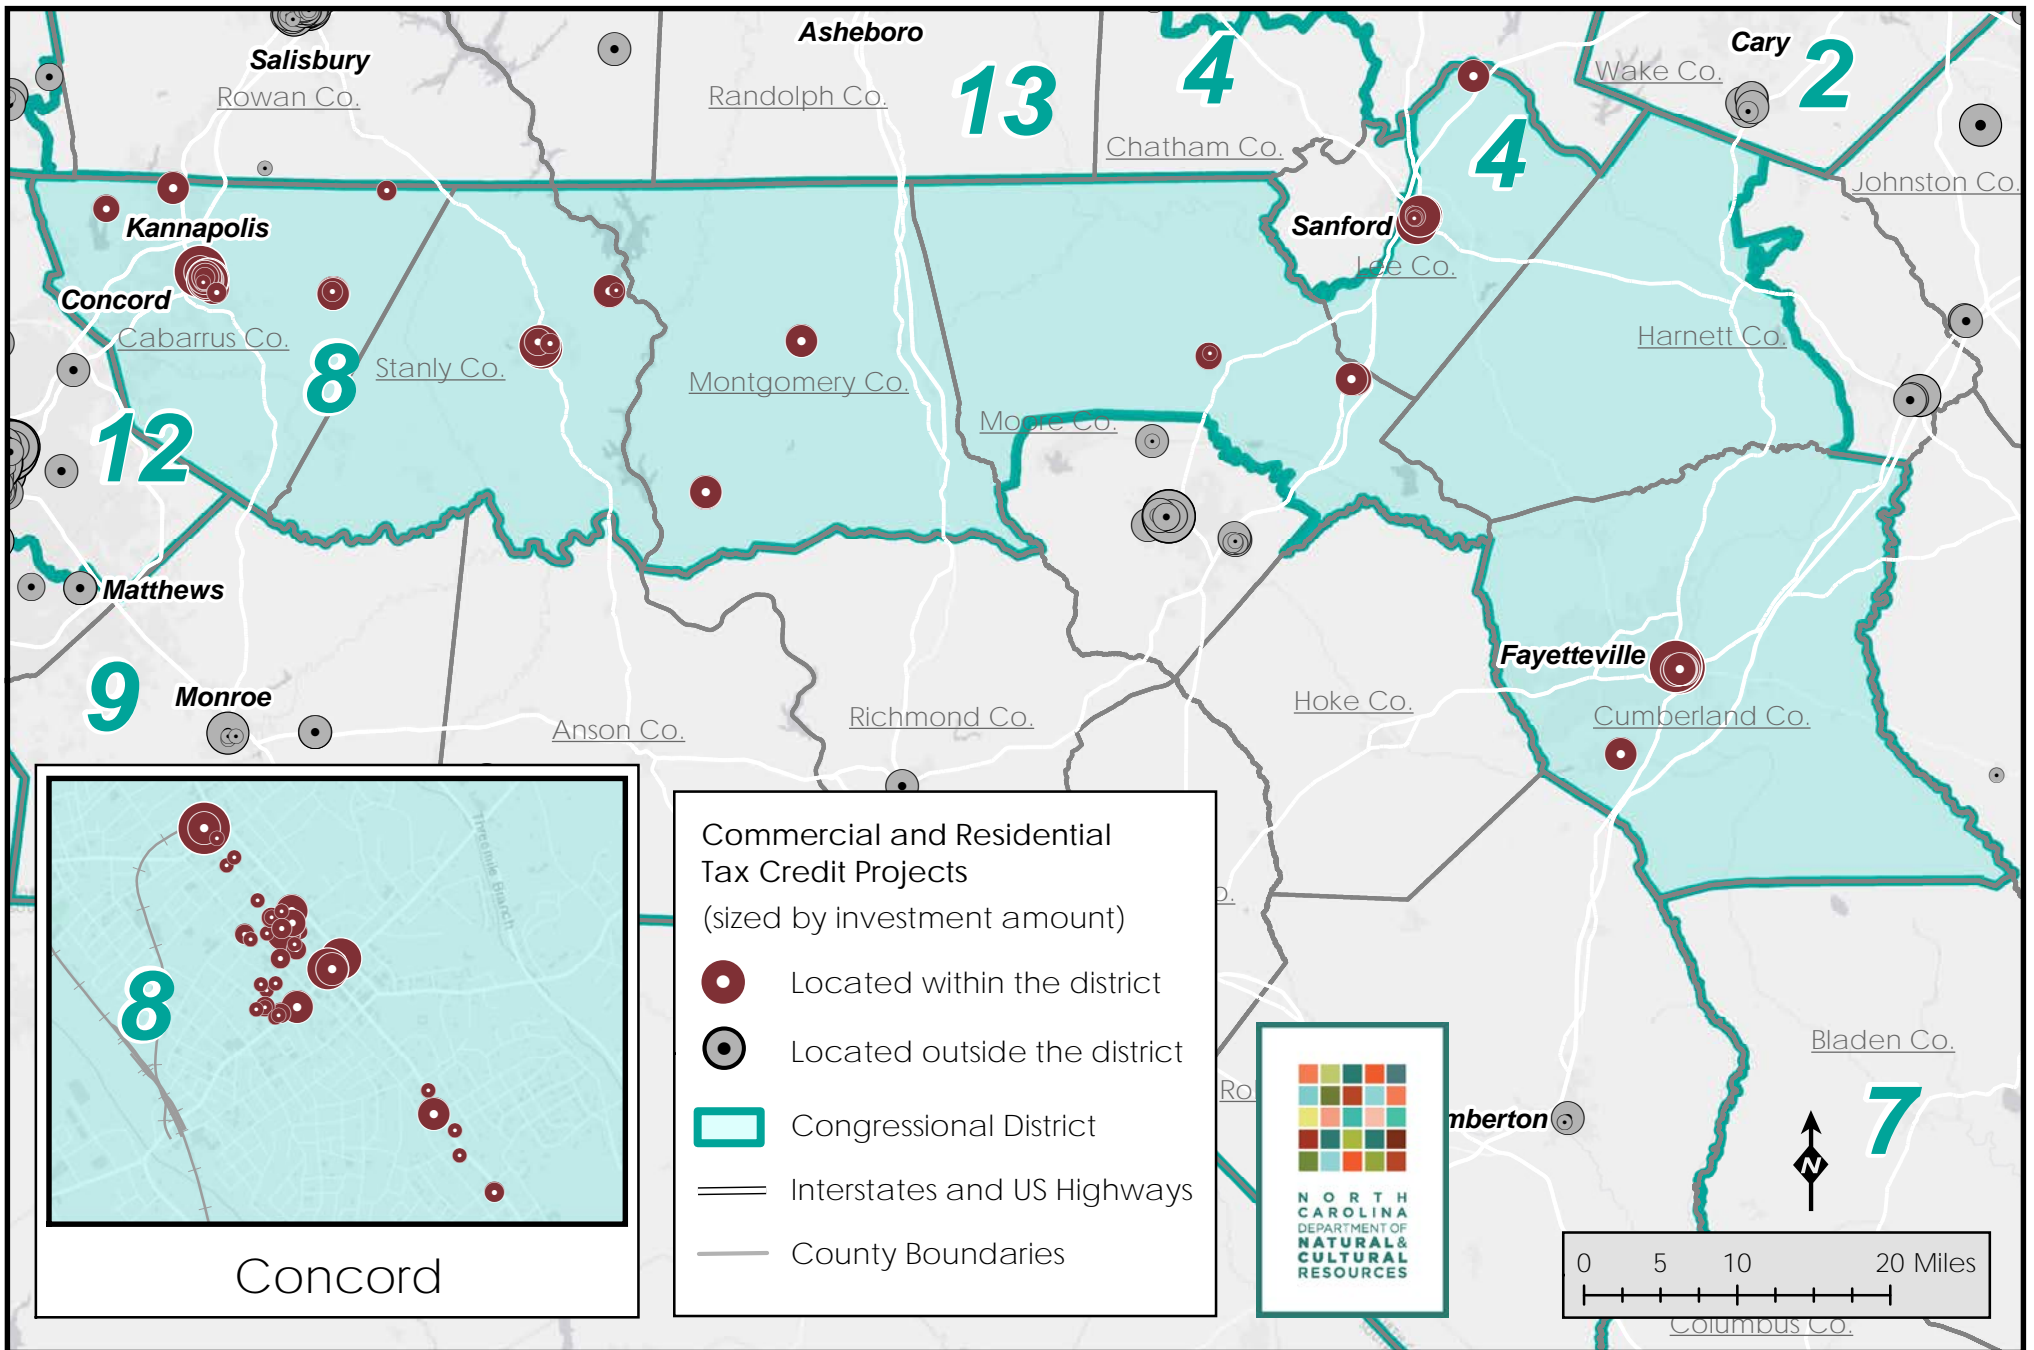 Asheboro
Cary
Salisbury
Rowan Co.
Randolph Co.
13
4
Wake Co.
2
Chatham Co.
4
Johnston Co.
Kannapolis
Sanford
Lee Co.
Concord
Cabarrus Co.
Harnett Co.
8
Stanly Co.
Montgomery Co.
Moore Co.
12
Matthews
9
Monroe
Fayetteville
Anson Co.
Richmond Co.
Hoke Co.
Cumberland Co.
Threemile Branch
8
Concord
Commercial and Residential
Tax Credit Projects
(sized by investment amount)
Located within the district
Located outside the district
Congressional District
Interstates and US Highways
County Boundaries
o.
Ro
NORTH
CAROLINA
DEPARTMENT OF
NATURAL &
CULTURAL
RESOURCES
mberton
Bladen Co.
7
N
0 5 10 20 Miles
Columbus Co.